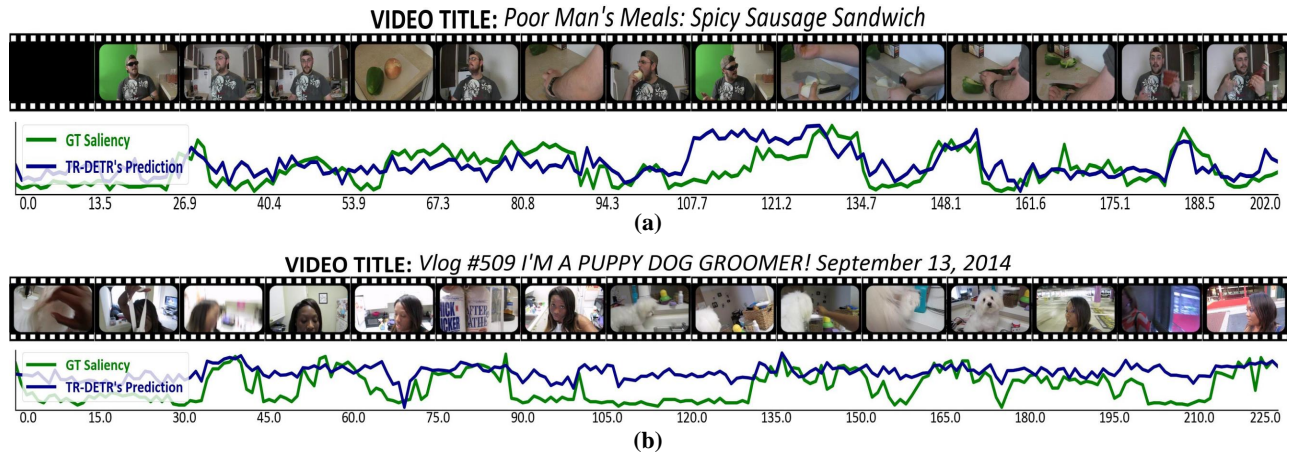 VIDEO TITLE: Poor Man's Meals: Spicy Sausage Sandwich
GT Saliency
TR-DETR's Prediction
0.0 13.5 26.9 40.4 53.9 67.3 80.8 94.3 107.7 121.2 134.7 148.1 161.6 175.1 188.5 202.0
(a)
VIDEO TITLE: Vlog #509 I'M A PUPPY DOG GROOMER! September 13, 2014
GT Saliency
TR-DETR's Prediction
0.0 15.0 30.0 45.0 60.0 75.0 90.0 105.0 120.0 135.0 150.0 165.0 180.0 195.0 210.0 225.0
(b)